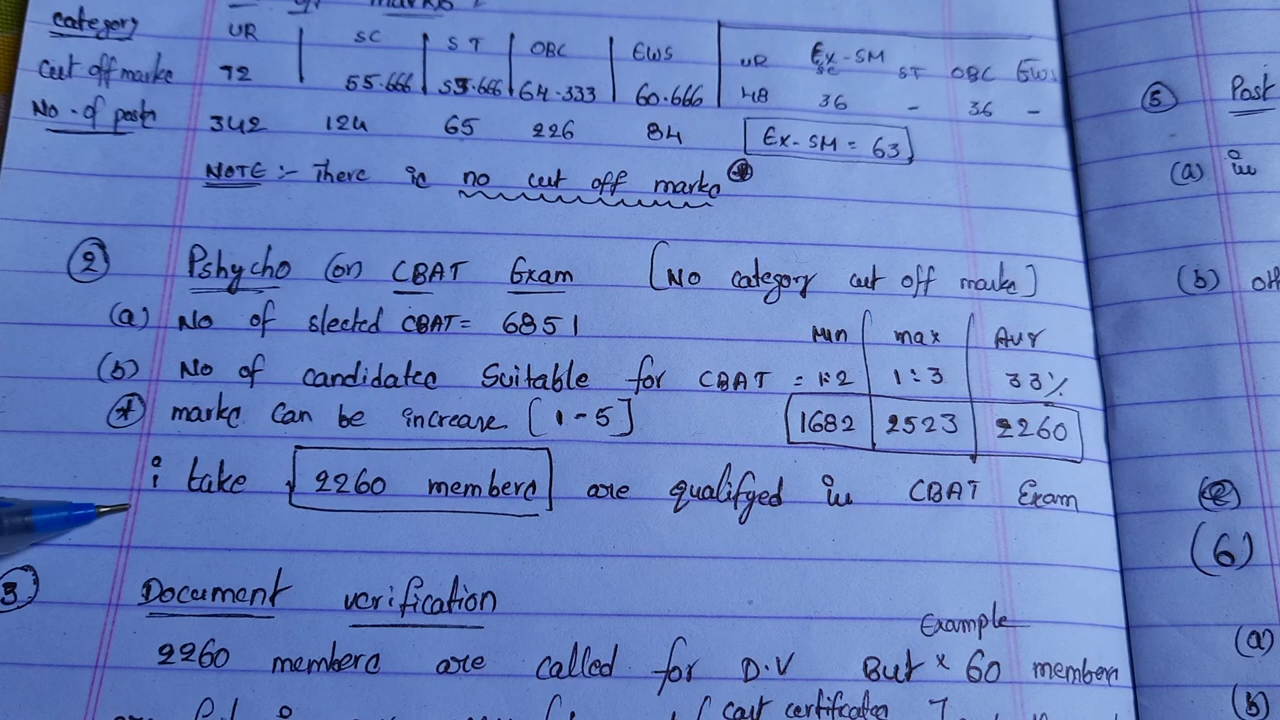 category UR SC ST OBC EWS UR Ex-SM SC ST OBC EWS
Cut off marks 72 55.666 55.666 64.333 60.666 48 36 - 36 -
No. of posts 342 124 65 226 84 Ex-SM = 63
NOTE :- There is no cut off marks
② Pshycho (on CBAT Exam [No category cut off marks]
(a) No of slected CBAT = 6851 Min max Avr
(b) No of candidates Suitable for CBAT = 1:2 1:3 33%
* marks can be increase [1-5] 1682 2523 2260
i take 2260 members are qualifyed in CBAT Exam
3 Document verification
Example
2260 members are called for D.V But * 60 members
cast certificates
⑤ Post
(a) in
(b)
(6)
(a)
(b)